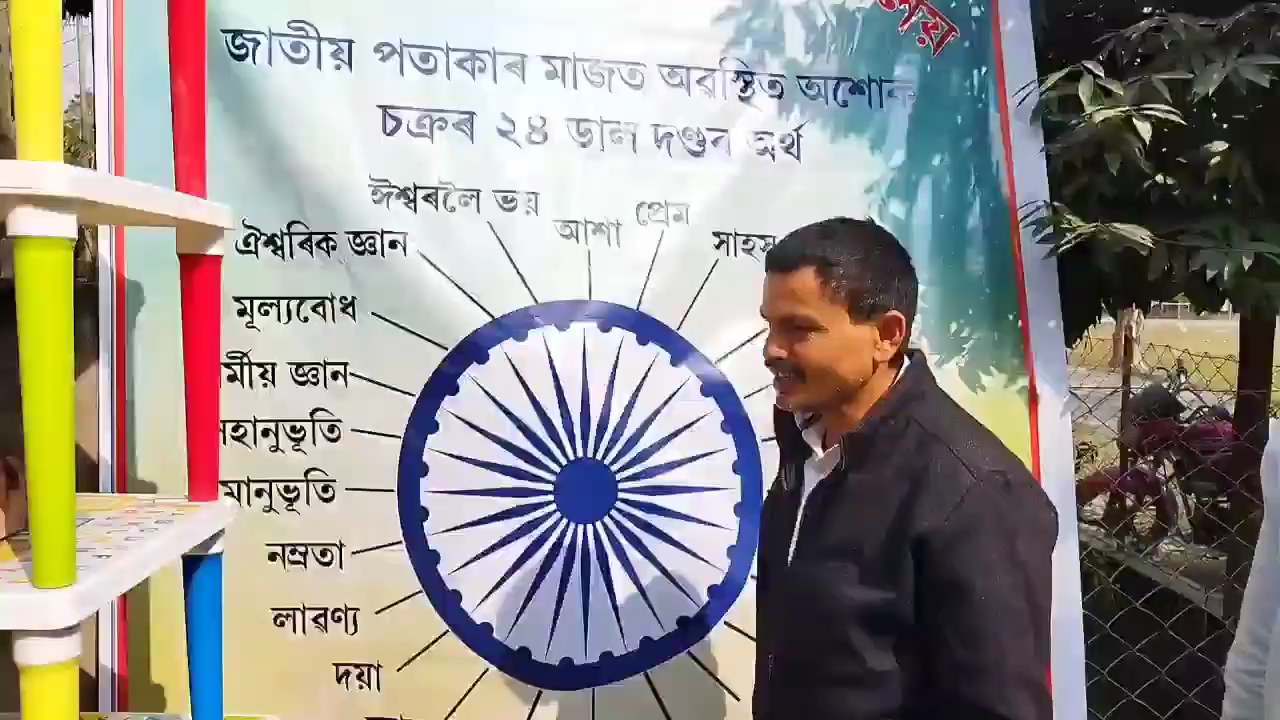 জাতীয় পতাকাৰ মাজত অৱস্থিত অশোক
চক্ৰৰ ২৪ ডাল দণ্ডৰ অৰ্থ
ঈশ্বৰলৈ ভয়
আশা
প্ৰেম
সাহস
ঐশ্বৰিক জ্ঞান
মূল্যবোধ
জ্ঞান
নম্ৰতা
লাৱণ্য
দয়া